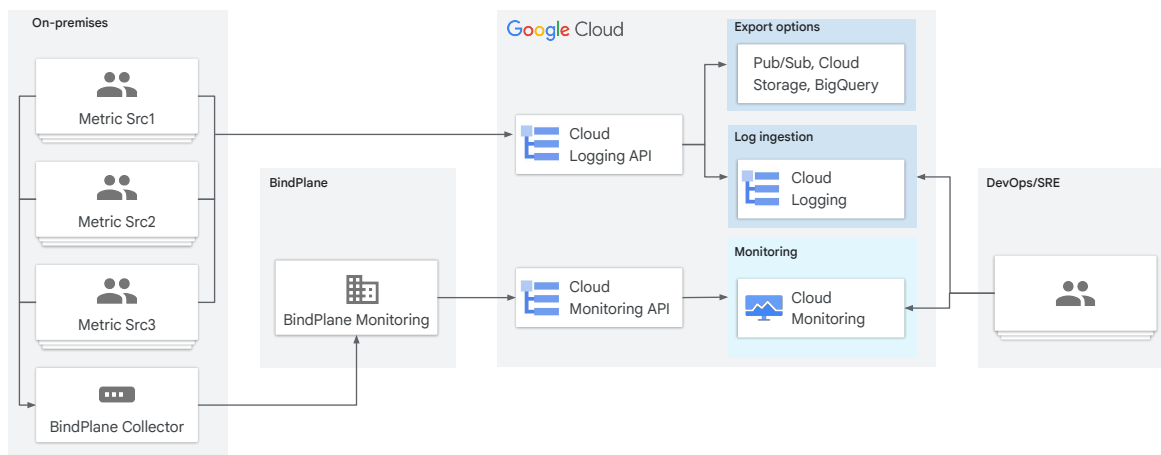 On-premises
Metric Src1
Metric Src2
Metric Src3
BindPlane Collector
BindPlane
BindPlane Monitoring
Google Cloud
Cloud
Logging API
Cloud
Monitoring API
Export options
Pub/Sub, Cloud
Storage, BigQuery
Log ingestion
Cloud
Logging
Monitoring
Cloud
Monitoring
DevOps/SRE